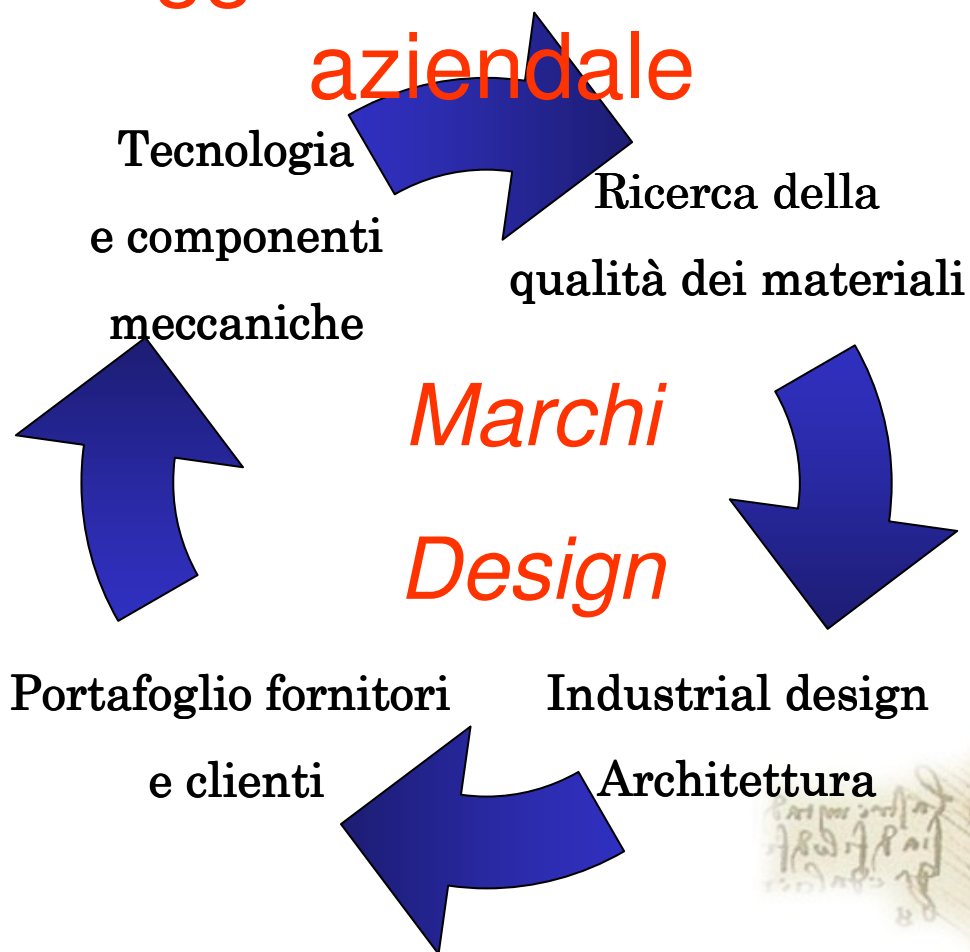 aziendale
Tecnologia
e componenti
meccaniche
Ricerca della
qualità dei materiali
Marchi
Design
Portafoglio fornitori
e clienti
Industrial design
Architettura